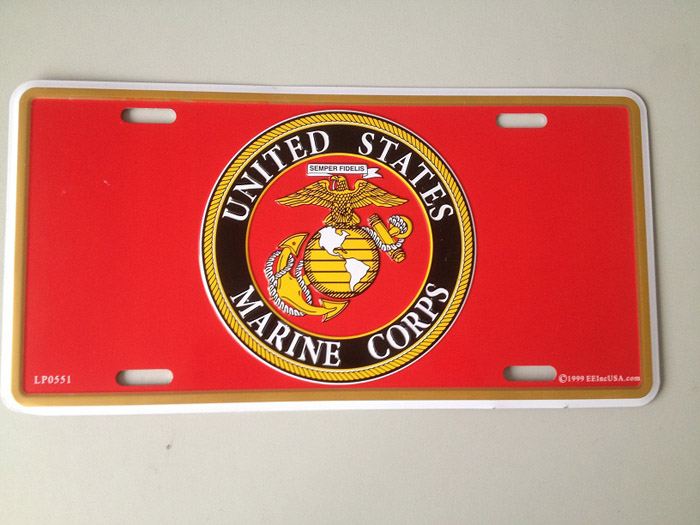 UNITED STATES
SEMPER FIDELIS
MARINE CORPS
LP0551
©1999 EEIncUSA.com